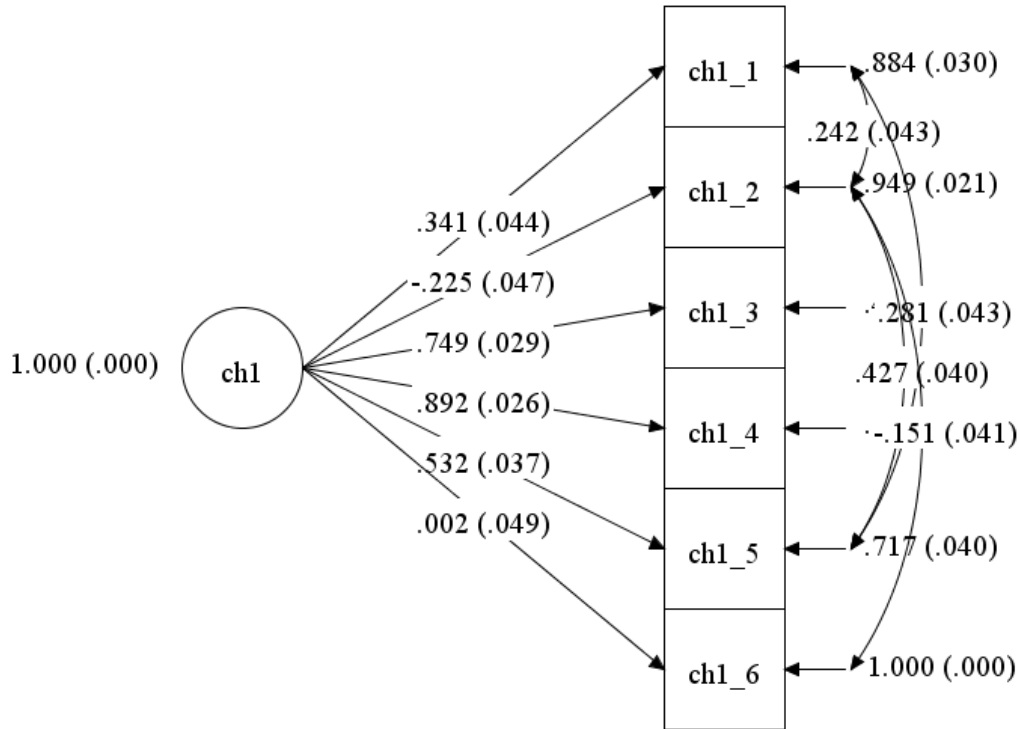 .884 (.030)
ch1_1
.242 (.043)
.949 (.021)
ch1_2
.341 (.044)
-.225 (.047)
ch1_3
.281 (.043)
.749 (.029)
1.000 (.000)
ch1
.427 (.040)
.892 (.026)
ch1_4
-.151 (.041)
.532 (.037)
.002 (.049)
ch1_5
.717 (.040)
ch1_6
1.000 (.000)